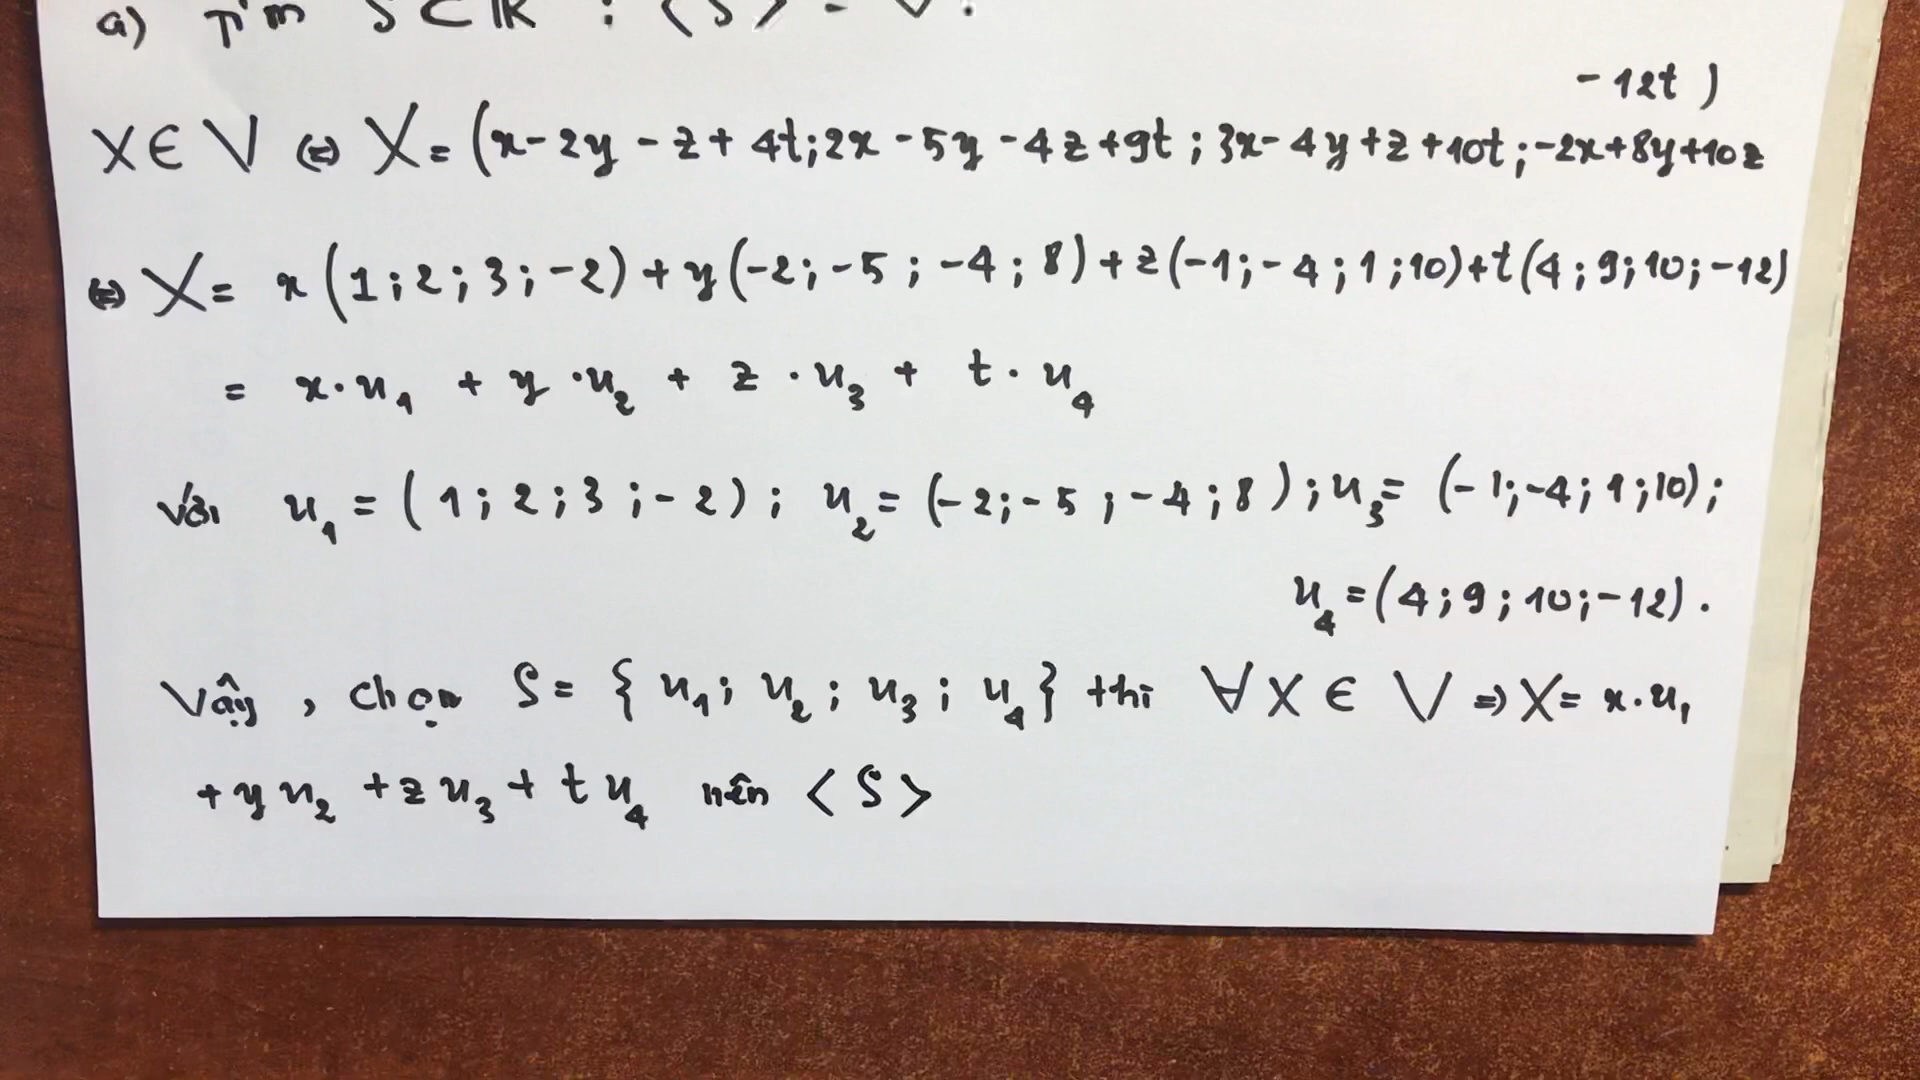 a) Tìm S ⊂ ℝ : <S> = V.
- 12t )
X ∈ V (=) X = (x - 2y - z + 4t; 2x - 5y - 4z + 9t ; 3x - 4y + z + 10t ; -2x + 8y + 10z
(=) X = x (1 ; 2 ; 3 ; -2) + y (-2 ; -5 ; -4 ; 8) + z (-1 ; -4 ; 1 ; 10) + t (4 ; 9 ; 10 ; -12)
= x . u₁ + y . u₂ + z . u₃ + t . u₄
với u₁ = ( 1 ; 2 ; 3 ; -2 ) ; u₂ = (-2 ; -5 ; -4 ; 8 ) ; u₃ = (-1 ; -4 ; 1 ; 10) ;
u₄ = (4 ; 9 ; 10 ; -12) .
Vậy , chọn S = { u₁ ; u₂ ; u₃ ; u₄ } thì ∀ X ∈ V => X = x . u₁
+ y u₂ + z u₃ + t u₄ nên < S >